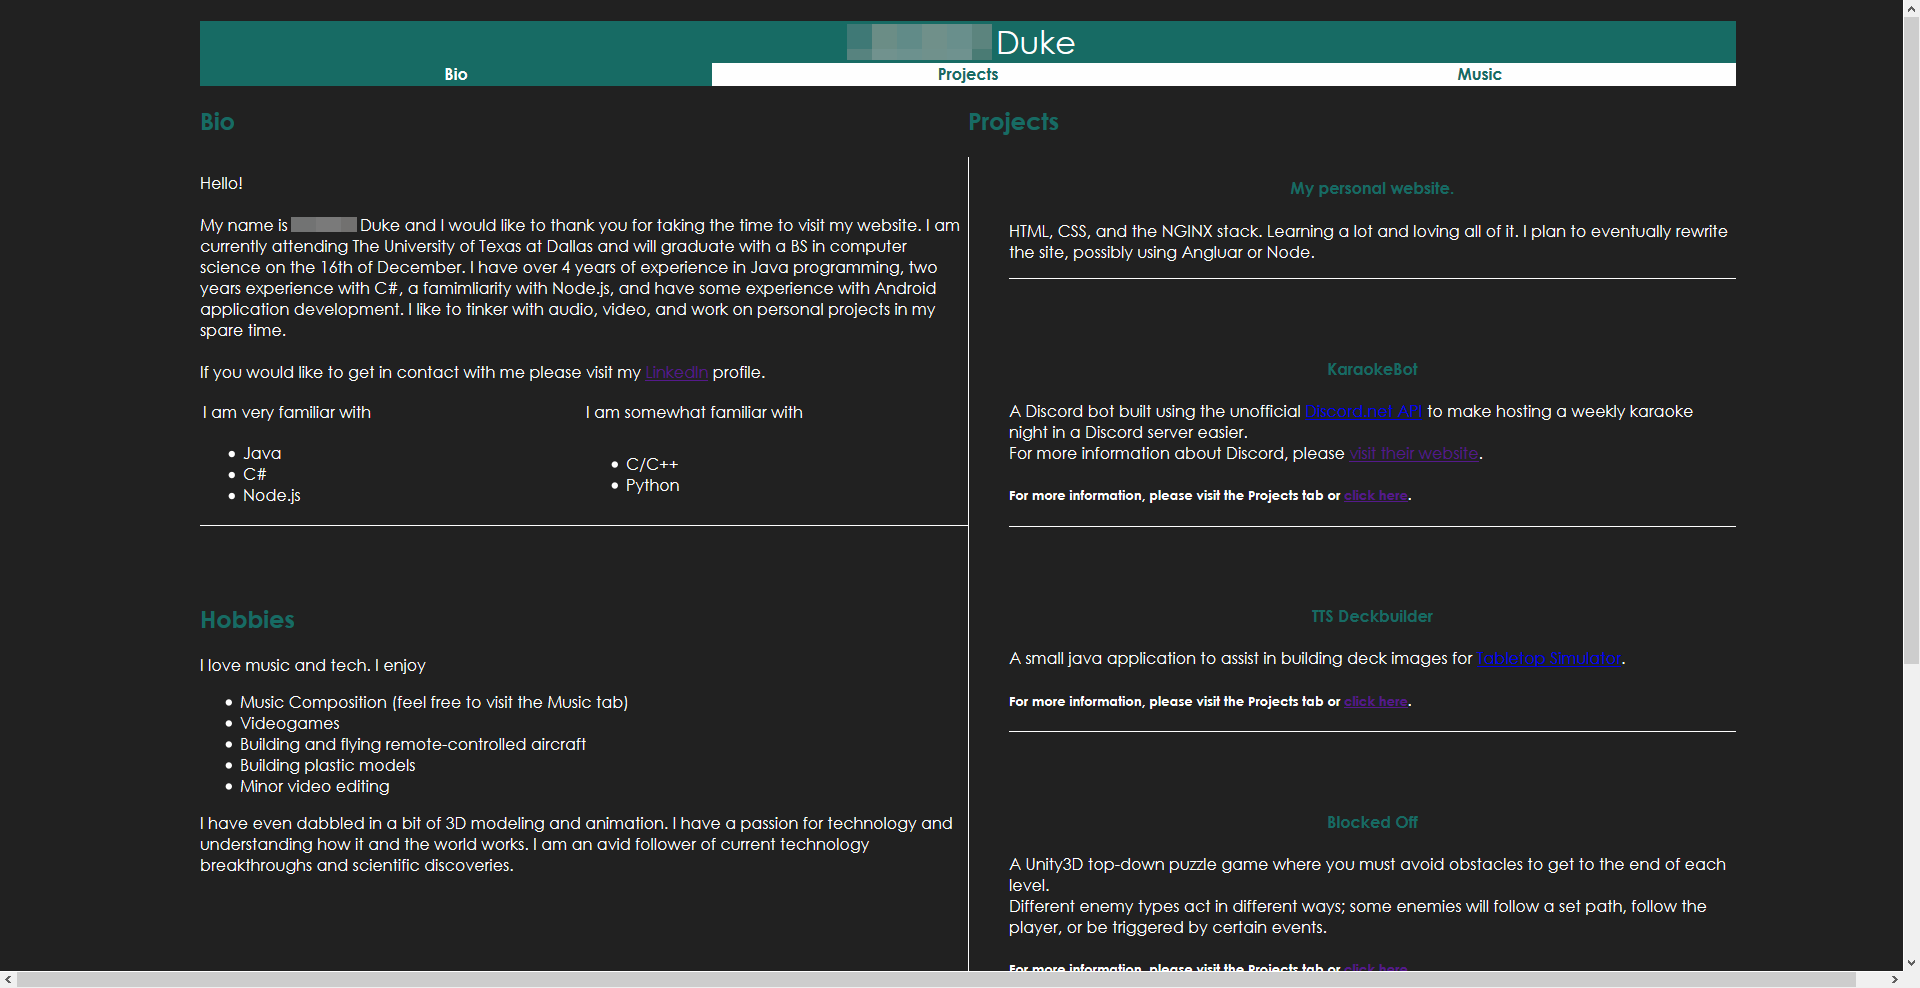 Duke
Bio
Projects
Music
Bio
Hello!
My name is Duke and I would like to thank you for taking the time to visit my website. I am
currently attending The University of Texas at Dallas and will graduate with a BS in computer
science on the 16th of December. I have over 4 years of experience in Java programming, two
years experience with C#, a famimliarity with Node.js, and have some experience with Android
application development. I like to tinker with audio, video, and work on personal projects in my
spare time.
If you would like to get in contact with me please visit my LinkedIn profile.
I am very familiar with
• Java
• C#
• Node.js
I am somewhat familiar with
• C/C++
• Python
Hobbies
I love music and tech. I enjoy
• Music Composition (feel free to visit the Music tab)
• Videogames
• Building and flying remote-controlled aircraft
• Building plastic models
• Minor video editing
I have even dabbled in a bit of 3D modeling and animation. I have a passion for technology and
understanding how it and the world works. I am an avid follower of current technology
breakthroughs and scientific discoveries.
Projects
My personal website.
HTML, CSS, and the NGINX stack. Learning a lot and loving all of it. I plan to eventually rewrite
the site, possibly using Angluar or Node.
KaraokeBot
A Discord bot built using the unofficial Discord.net API to make hosting a weekly karaoke
night in a Discord server easier.
For more information about Discord, please visit their website.
For more information, please visit the Projects tab or click here.
TTS Deckbuilder
A small java application to assist in building deck images for Tabletop Simulator.
For more information, please visit the Projects tab or click here.
Blocked Off
A Unity3D top-down puzzle game where you must avoid obstacles to get to the end of each
level.
Different enemy types act in different ways; some enemies will follow a set path, follow the
player, or be triggered by certain events.
For more information, please visit the Projects tab or click here.